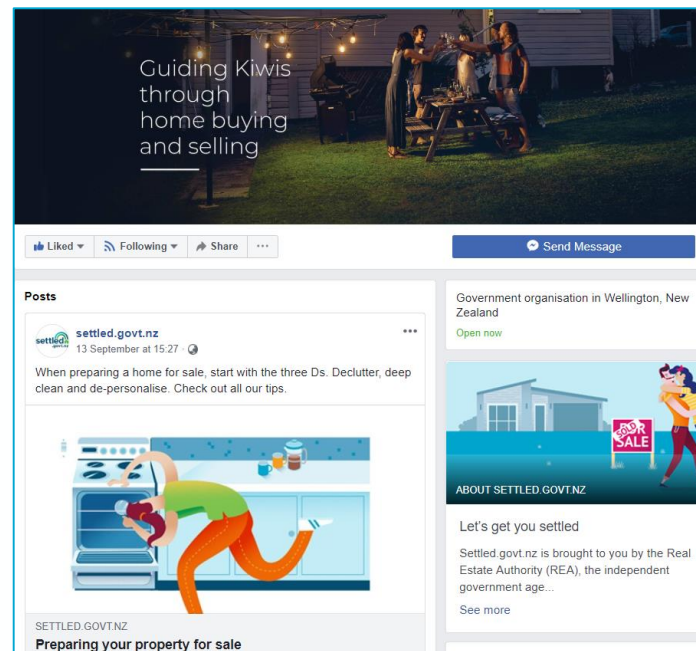 Guiding Kiwis
through
home buying
and selling
Liked
Following
Share
Send Message
Posts
settled.govt.nz
13 September at 15:27
When preparing a home for sale, start with the three Ds. Declutter, deep
clean and de-personalise. Check out all our tips.
SETTLED.GOVT.NZ
Preparing your property for sale
Government organisation in Wellington, New
Zealand
Open now
FOR
SALE
SOLD
ABOUT SETTLED.GOVT.NZ
Let's get you settled
Settled.govt.nz is brought to you by the Real
Estate Authority (REA), the independent
government age...
See more